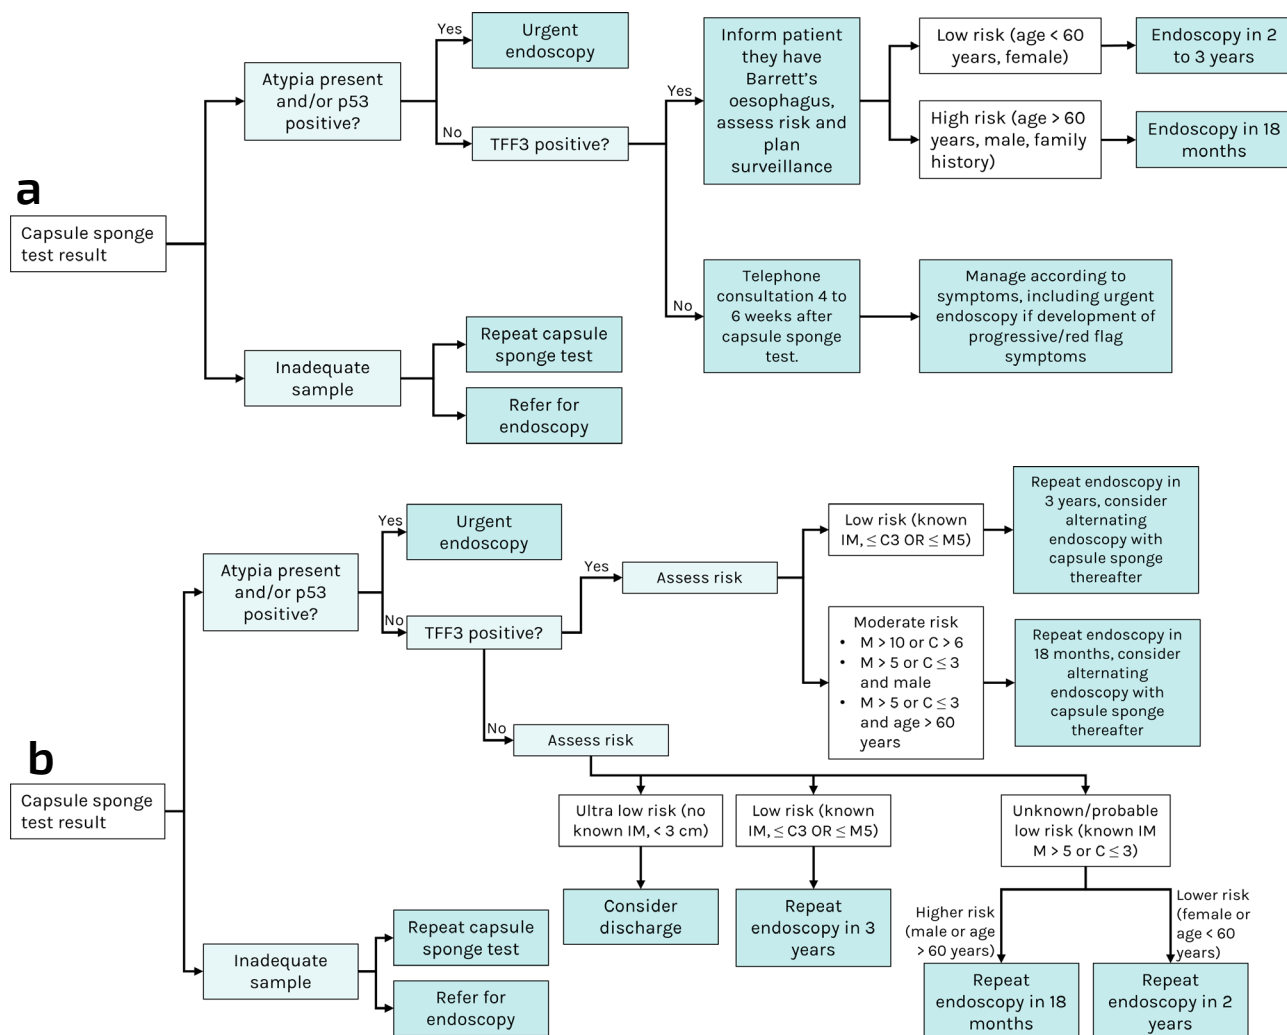 a
Capsule sponge
test result
Atypia present
and/or p53
positive?
Yes
Urgent
endoscopy
No
TFF3 positive?
Yes
Inform patient
they have
Barrett's
oesophagus,
assess risk and
plan
surveillance
Low risk (age < 60
years, female)
Endoscopy in 2
to 3 years
High risk (age > 60
years, male, family
history)
Endoscopy in 18
months
No
Telephone
consultation 4 to
6 weeks after
capsule sponge
test.
Manage according to
symptoms, including urgent
endoscopy if development of
progressive/red flag
symptoms
Inadequate
sample
Repeat capsule
sponge test
Refer for
endoscopy
b
Capsule sponge
test result
Atypia present
and/or p53
positive?
Yes
Urgent
endoscopy
No
TFF3 positive?
Yes
Assess risk
Low risk (known
IM, ≤ C3 OR ≤ M5)
Repeat endoscopy in
3 years, consider
alternating
endoscopy with
capsule sponge
thereafter
Moderate risk
• M > 10 or C > 6
• M > 5 or C ≤ 3
and male
• M > 5 or C ≤ 3
and age > 60
years
Repeat endoscopy in
18 months, consider
alternating
endoscopy with
capsule sponge
thereafter
No
Assess risk
Ultra low risk (no
known IM, < 3 cm)
Consider
discharge
Low risk (known
IM, ≤ C3 OR ≤ M5)
Repeat
endoscopy in 3
years
Unknown/probable
low risk (known IM
M > 5 or C ≤ 3)
Higher risk
(male or age
> 60 years)
Repeat
endoscopy in 18
months
Lower risk
(female or
age < 60
years)
Repeat
endoscopy in 2
years
Inadequate
sample
Repeat capsule
sponge test
Refer for
endoscopy